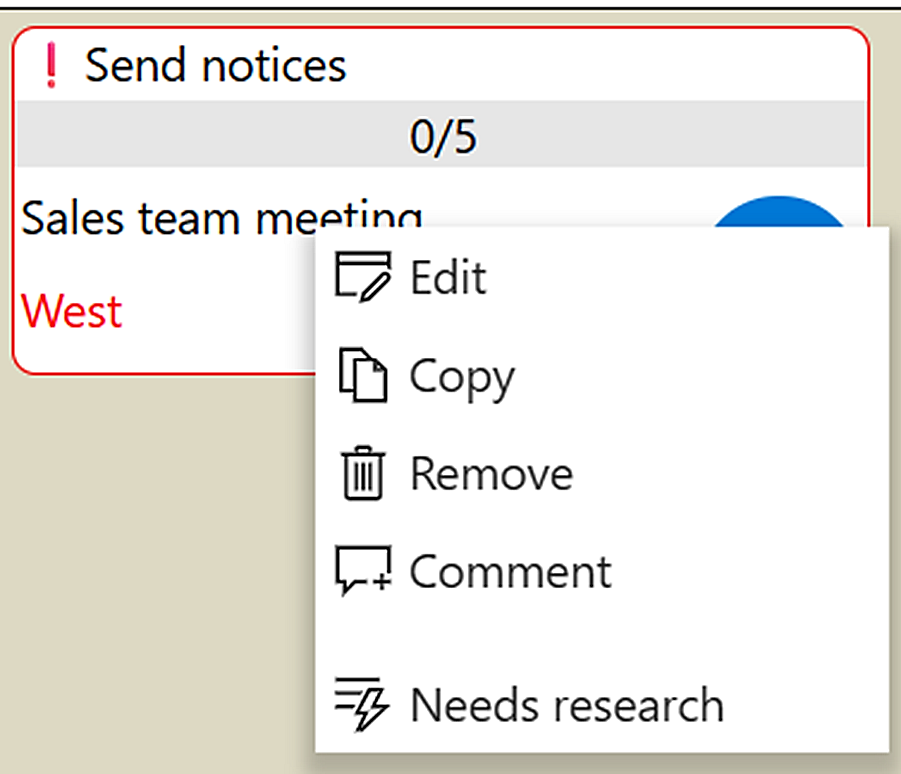 ❗ Send notices
0/5
Sales team meeting
West
Edit
Copy
Remove
Comment
Needs research